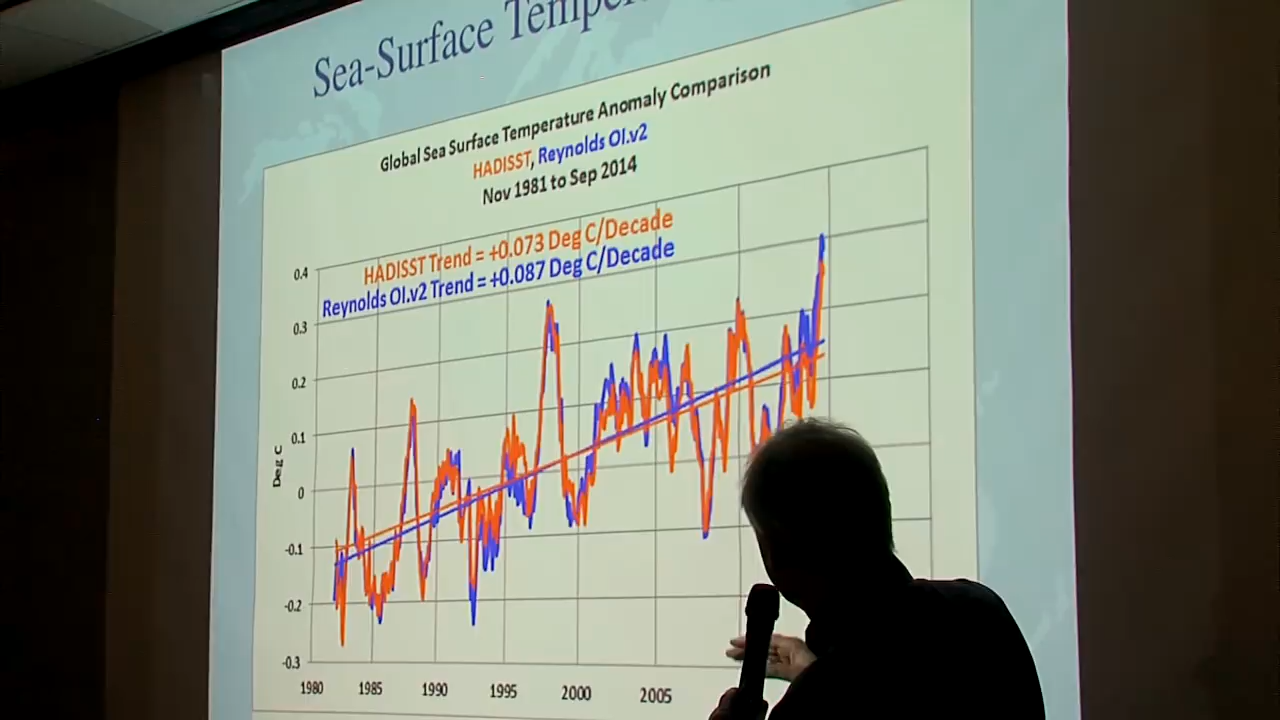 Sea-Surface
Global Sea Surface Temperature Anomaly Comparison
HADISST, Reynolds OI.v2
Nov 1981 to Sep 2014
HADISST Trend = +0.073 Deg C/Decade
Reynolds OI.v2 Trend = +0.087 Deg C/Decade
0.4
0.3
0.2
0.1
0
-0.1
-0.2
-0.3
Deg C
1980 1985 1990 1995 2000 2005